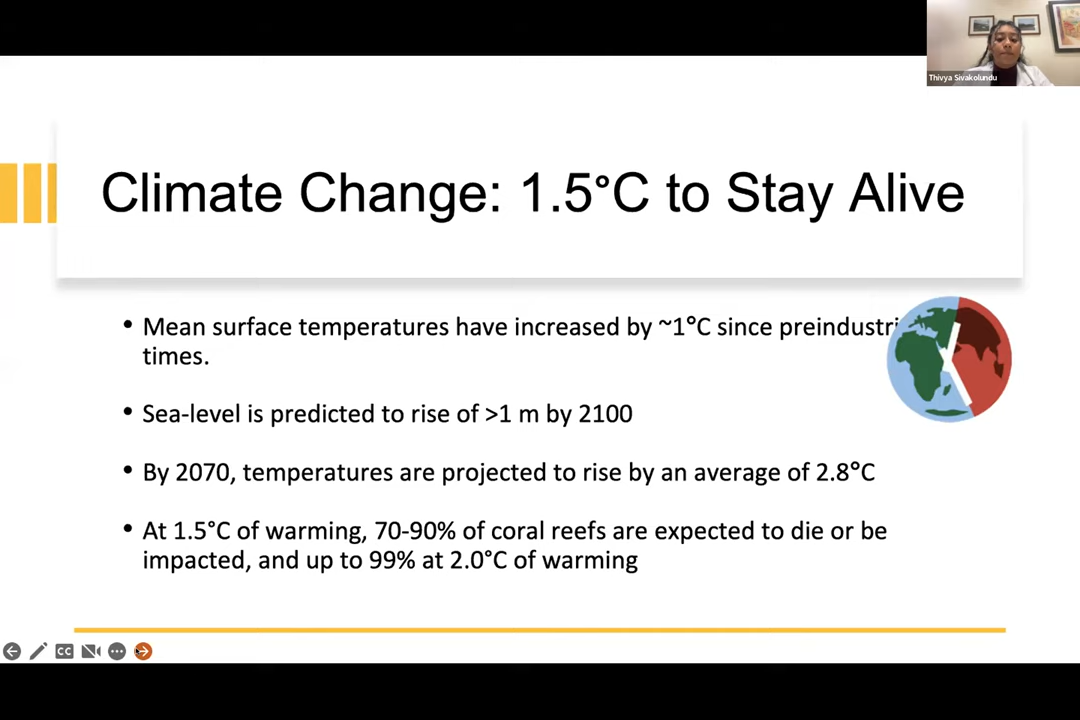 Thivya Sivakolundu
Climate Change: 1.5°C to Stay Alive
• Mean surface temperatures have increased by ~1°C since preindustri
times.
• Sea-level is predicted to rise of >1 m by 2100
• By 2070, temperatures are projected to rise by an average of 2.8°C
• At 1.5°C of warming, 70-90% of coral reefs are expected to die or be
impacted, and up to 99% at 2.0°C of warming
CC